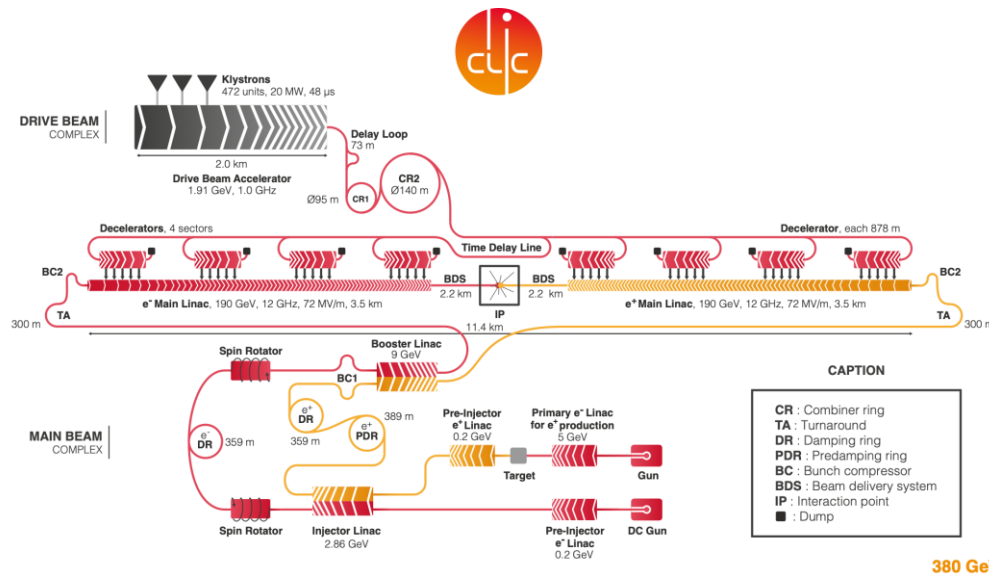 clic
Klystrons
472 units, 20 MW, 48 µs
DRIVE BEAM
COMPLEX
2.0 km
Drive Beam Accelerator
1.91 GeV, 1.0 GHz
Delay Loop
73 m
CR2
Ø140 m
Ø95 m
CR1
Decelerators, 4 sectors
Time Delay Line
Decelerator, each 878 m
BC2
BDS
2.2 km
BDS
2.2 km
BC2
e- Main Linac, 190 GeV, 12 GHz, 72 MV/m, 3.5 km
IP
e+ Main Linac, 190 GeV, 12 GHz, 72 MV/m, 3.5 km
TA
300 m
TA
300 m
11.4 km
Spin Rotator
Booster Linac
9 GeV
BC1
e+
DR
359 m
e+
PDR
389 m
e-
DR
359 m
MAIN BEAM
COMPLEX
Pre-Injector
e+ Linac
0.2 GeV
Primary e- Linac
for e+ production
5 GeV
Target
Gun
Spin Rotator
Injector Linac
2.86 GeV
Pre-Injector
e- Linac
0.2 GeV
DC Gun
CAPTION
CR : Combiner ring
TA : Turnaround
DR : Damping ring
PDR : Predamping ring
BC : Bunch compressor
BDS : Beam delivery system
IP : Interaction point
: Dump
380 Ge